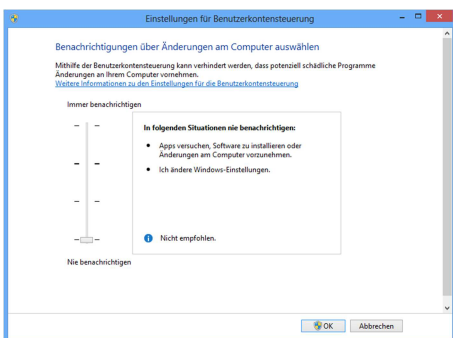 Einstellungen für Benutzerkontensteuerung
Benachrichtigungen über Änderungen am Computer auswählen
Mithilfe der Benutzerkontensteuerung kann verhindert werden, dass potenziell schädliche Programme
Änderungen an Ihrem Computer vornehmen.
Weitere Informationen zu den Einstellungen für die Benutzerkontensteuerung
Immer benachrichtigen
In folgenden Situationen nie benachrichtigen:
• Apps versuchen, Software zu installieren oder
Änderungen am Computer vorzunehmen.
• Ich ändere Windows-Einstellungen.
Nicht empfohlen.
Nie benachrichtigen
OK Abbrechen